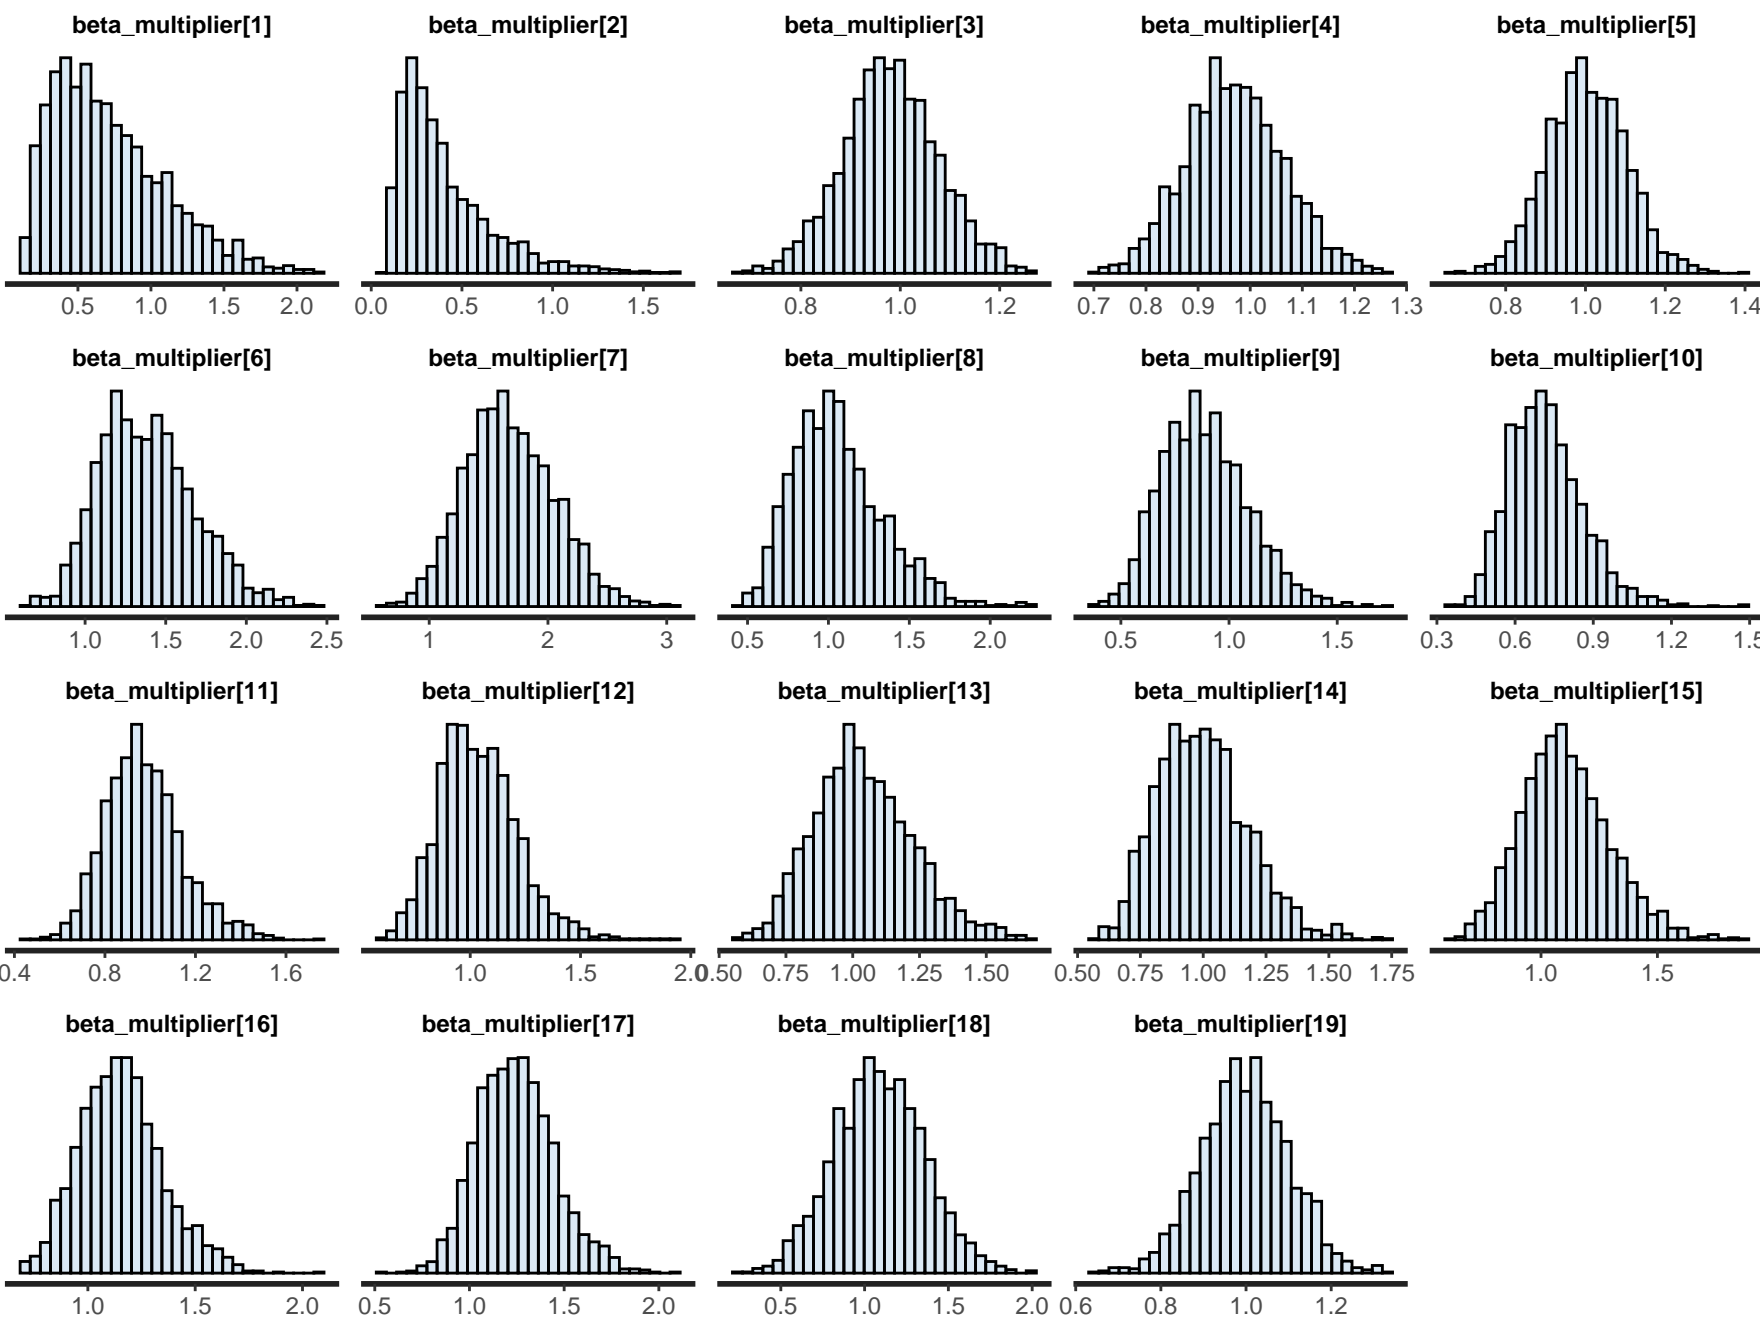 beta_multiplier[1] beta_multiplier[2] beta_multiplier[3] beta_multiplier[4] beta_multiplier[5]
0.5 1.0 1.5 2.0 0.0 0.5 1.0 1.5 0.8 1.0 1.2 0.7 0.8 0.9 1.0 1.1 1.2 1.3 0.8 1.0 1.2 1.4
beta_multiplier[6] beta_multiplier[7] beta_multiplier[8] beta_multiplier[9] beta_multiplier[10]
1.0 1.5 2.0 2.5 1 2 3 0.5 1.0 1.5 2.0 0.5 1.0 1.5 0.3 0.6 0.9 1.2 1.5
beta_multiplier[11] beta_multiplier[12] beta_multiplier[13] beta_multiplier[14] beta_multiplier[15]
0.4 0.8 1.2 1.6 1.0 1.5 2.0 0.50 0.75 1.00 1.25 1.50 0.50 0.75 1.00 1.25 1.50 1.75 1.0 1.5
beta_multiplier[16] beta_multiplier[17] beta_multiplier[18] beta_multiplier[19]
1.0 1.5 2.0 0.5 1.0 1.5 2.0 0.5 1.0 1.5 2.0 0.6 0.8 1.0 1.2